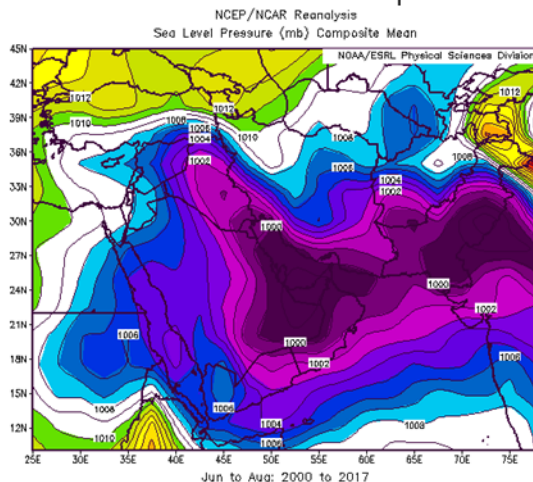 NCEP/NCAR Reanalysis
Sea Level Pressure (mb) Composite Mean
NOAA/ESRL Physical Sciences Division
45N
42N
39N
36N
33N
30N
27N
24N
21N
18N
15N
12N
1012
1012
1012
1010
1008
1010
1006
1004
1002
1006
1008
1006
1004
1002
1000
1000
1002
1000
1002
1006
1006
1006
1004
1006
1008
1008
1010
25E 30E 35E 40E 45E 50E 55E 60E 65E 70E 75E
Jun to Aug: 2000 to 2017